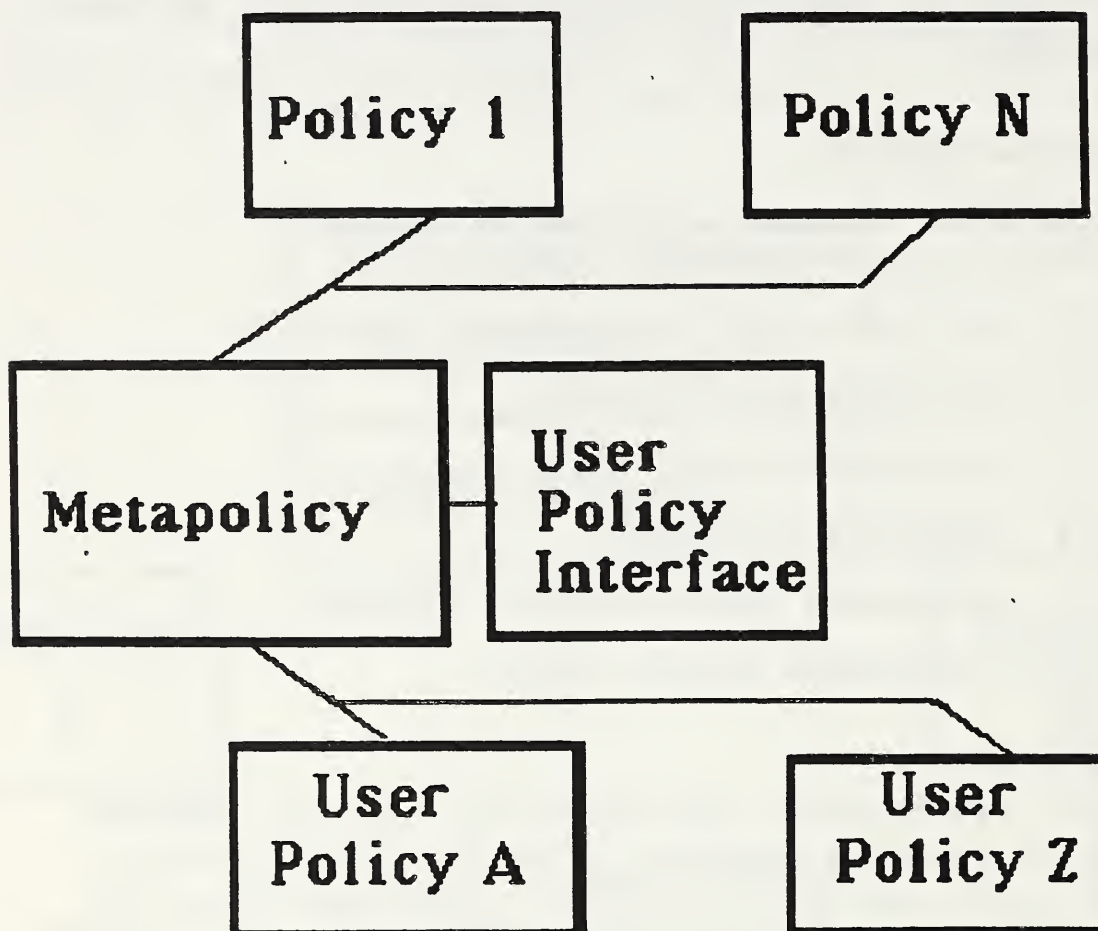 Policy 1
Policy N
Metapolicy
User
Policy
Interface
User
Policy A
User
Policy Z